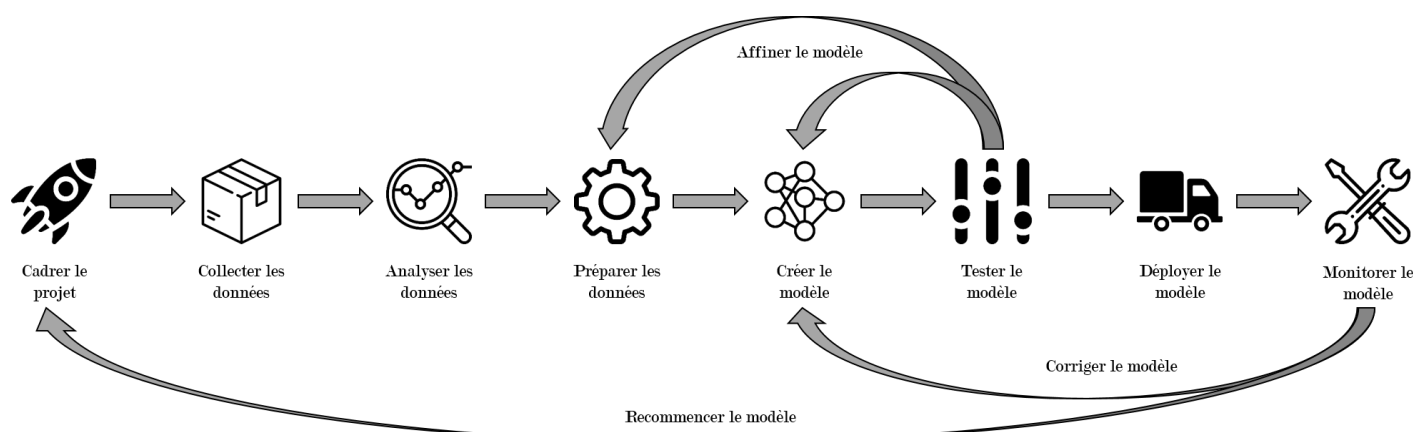 Affiner le modèle
Cadrer le
projet
Collecter les
données
Analyser les
données
Préparer les
données
Créer le
modèle
Tester le
modèle
Déployer le
modèle
Monitorer le
modèle
Corriger le modèle
Recommencer le modèle